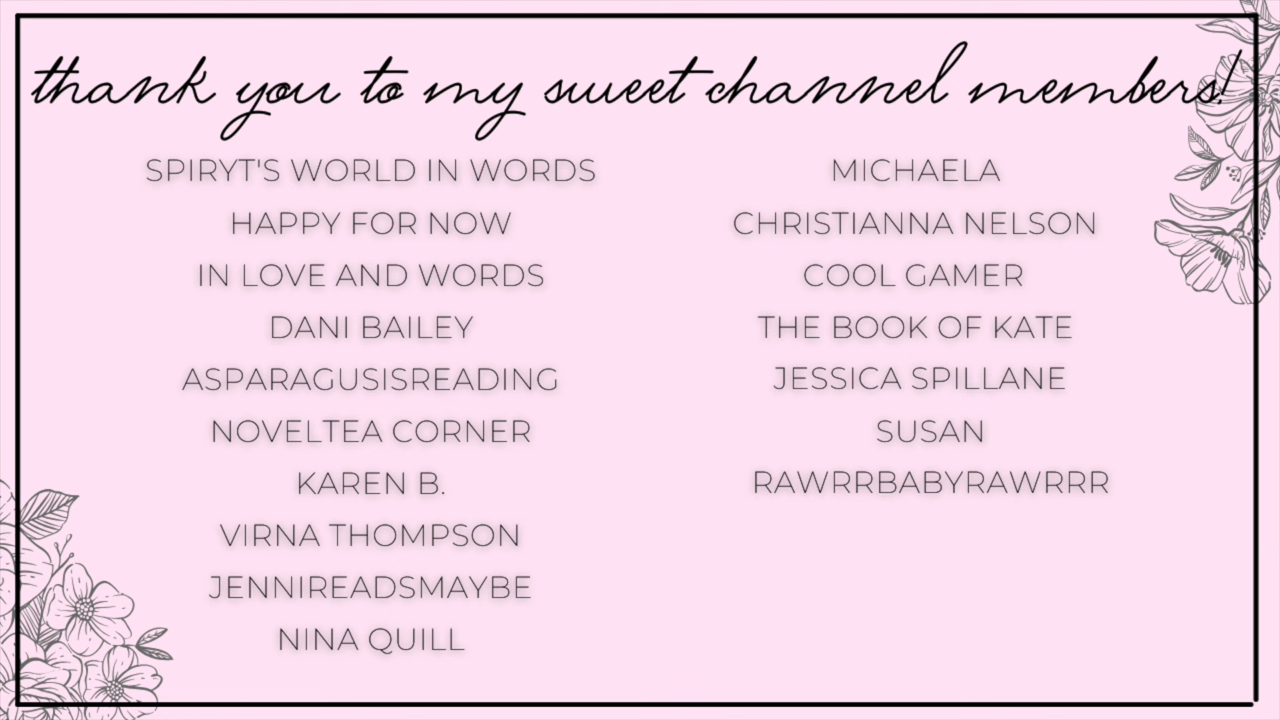 thank you to my sweet channel members!
SPIRYT'S WORLD IN WORDS
HAPPY FOR NOW
IN LOVE AND WORDS
DANI BAILEY
ASPARAGUSISREADING
NOVELTEA CORNER
KAREN B.
VIRNA THOMPSON
JENNIREADSMAYBE
NINA QUILL
MICHAELA
CHRISTIANNA NELSON
COOL GAMER
THE BOOK OF KATE
JESSICA SPILLANE
SUSAN
RAWRRBABYRAWRRR